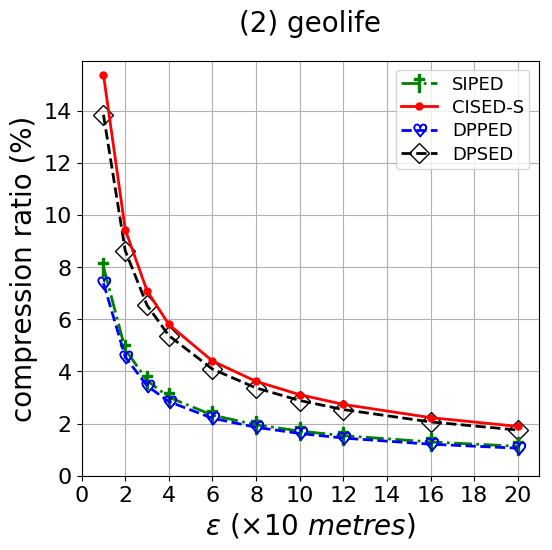 (2) geolife
SIPED
CISED-S
DPPED
DPSED
compression ratio (%)
14
12
10
8
6
4
2
0
0 2 4 6 8 10 12 14 16 18 20
ε (×10 metres)